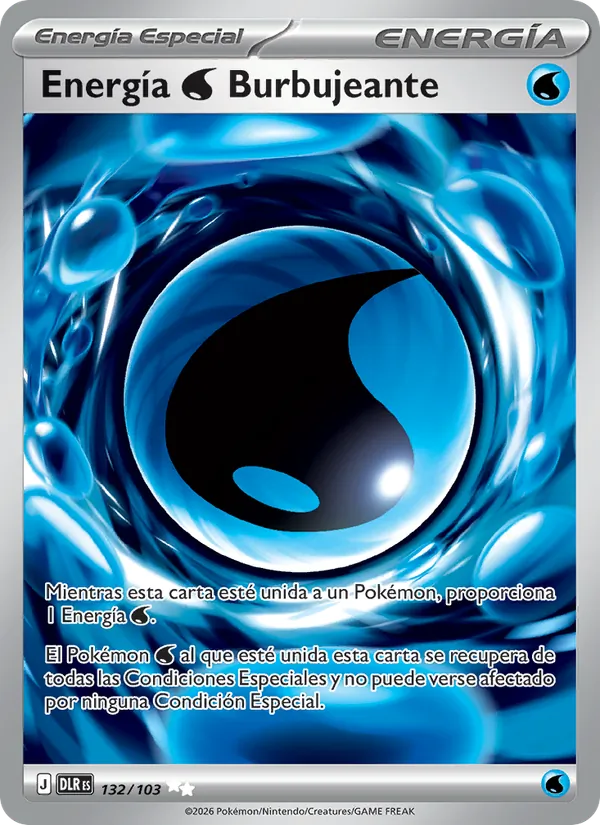 Energía Especial
ENERGÍA
Energía Burbujeante
Mientras esta carta esté unida a un Pokémon, proporciona
1 Energía .
El Pokémon al que esté unida esta carta se recupera de
todas las Condiciones Especiales y no puede verse afectado
por ninguna Condición Especial.
J DLR ES 132/103
©2026 Pokémon/Nintendo/Creatures/GAME FREAK